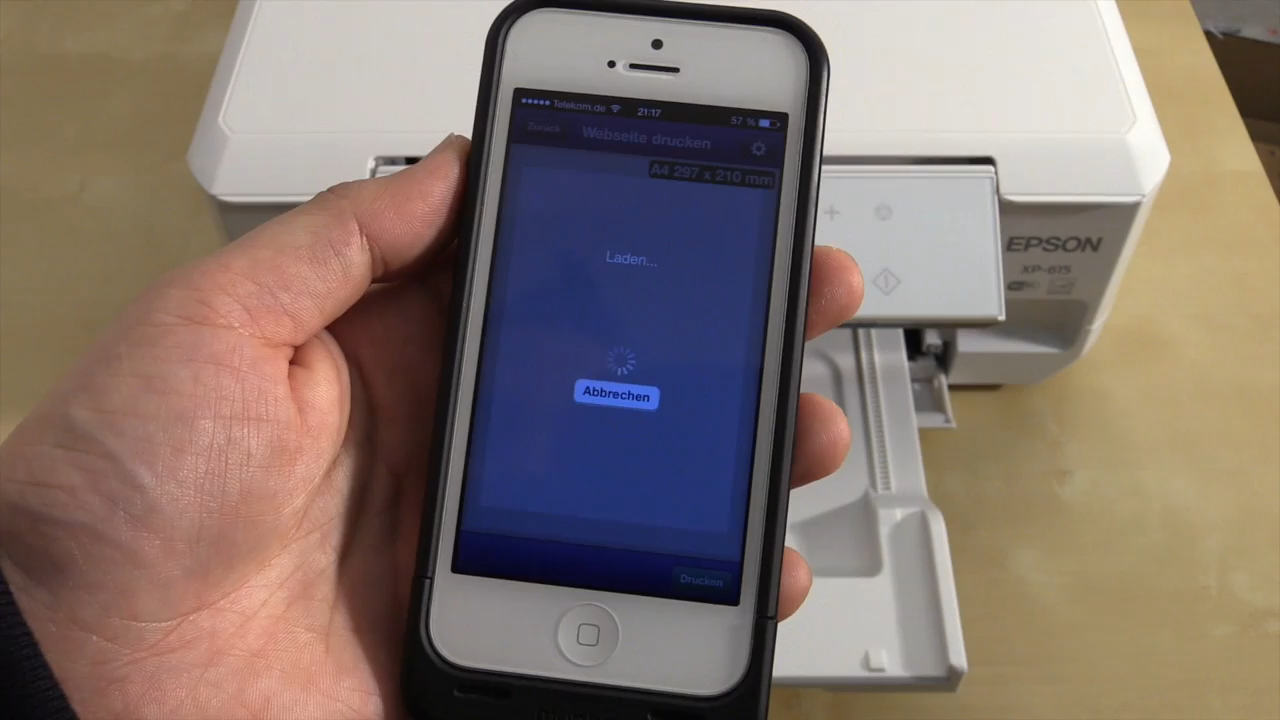 Telekom.de 21:17 57 %
Zurück Webseite drucken
A4 297 x 210 mm
Laden...
Abbrechen
Drucken
EPSON
XP-615